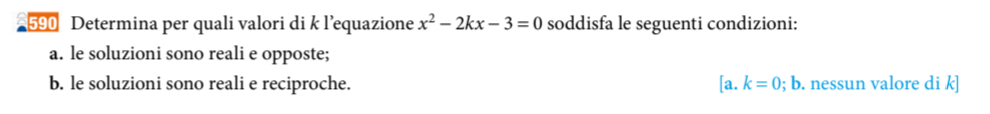 590 Determina per quali valori di k l'equazione x² – 2kx – 3 = 0 soddisfa le seguenti condizioni:
a. le soluzioni sono reali e opposte;
b. le soluzioni sono reali e reciproche. [a. k = 0; b. nessun valore di k]